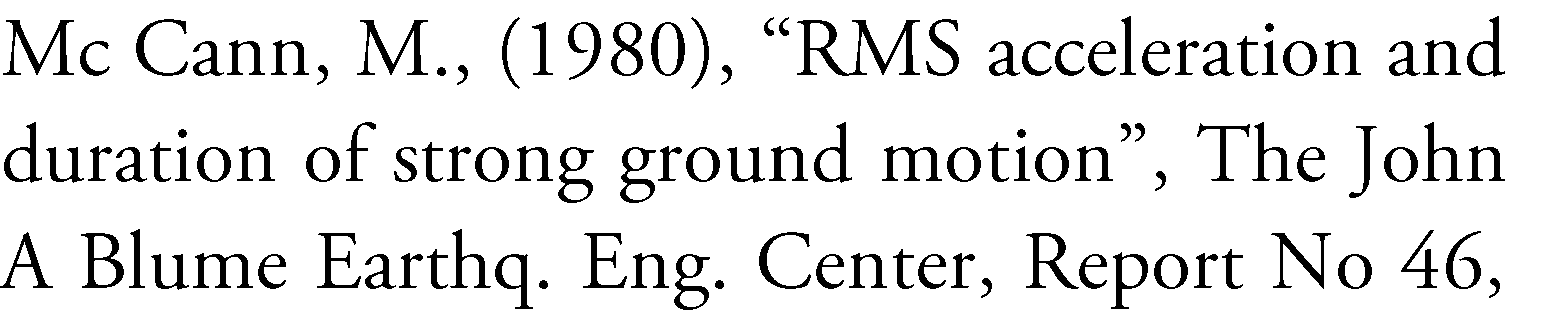 Mc Cann, M., (1980), “RMS acceleration and
duration of strong ground motion”, The John
A Blume Earthq. Eng. Center, Report No 46,